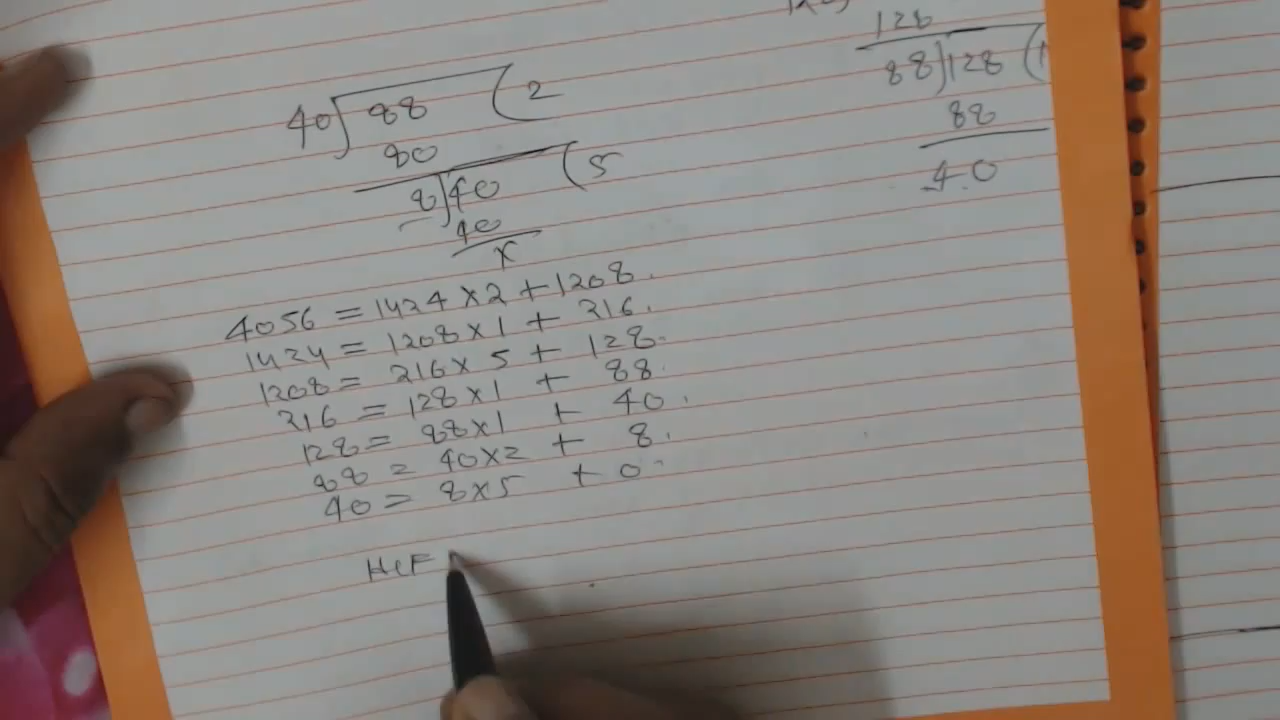 128
88)128(1
88
40
40)88(2
80
8)40(5
40
x
4056 = 1424 x 2 + 1208.
1424 = 1208 x 1 + 216.
1208 = 216 x 5 + 128.
216 = 128 x 1 + 88.
128 = 88 x 1 + 40.
88 = 40 x 2 + 8.
40 = 8 x 5 + 0.
HCF